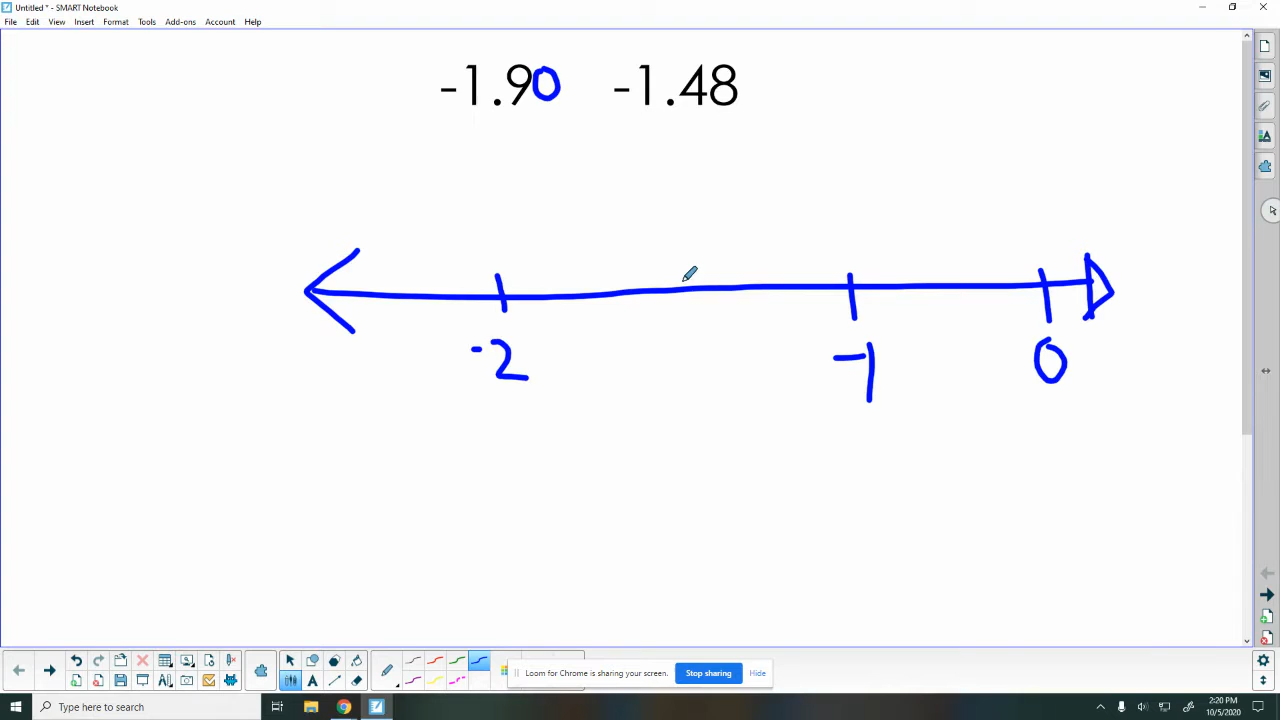 Untitled * - SMART Notebook
File Edit View Insert Format Tools Add-ons Account Help
-1.90 -1.48
-2 -1 0
Loom for Chrome is sharing your screen. Stop sharing Hide
Type here to search
2:20 PM
10/5/2020